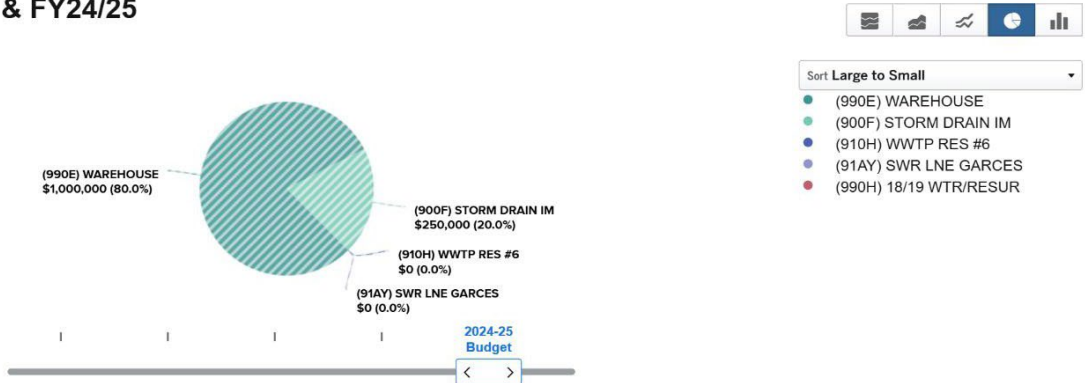 & FY24/25
Sort Large to Small
(990E) WAREHOUSE
(900F) STORM DRAIN IM
(910H) WWTP RES #6
(91AY) SWR LNE GARCES
(990H) 18/19 WTR/RESUR
(990E) WAREHOUSE
$1,000,000 (80.0%)
(900F) STORM DRAIN IM
$250,000 (20.0%)
(910H) WWTP RES #6
$0 (0.0%)
(91AY) SWR LNE GARCES
$0 (0.0%)
2024-25
Budget